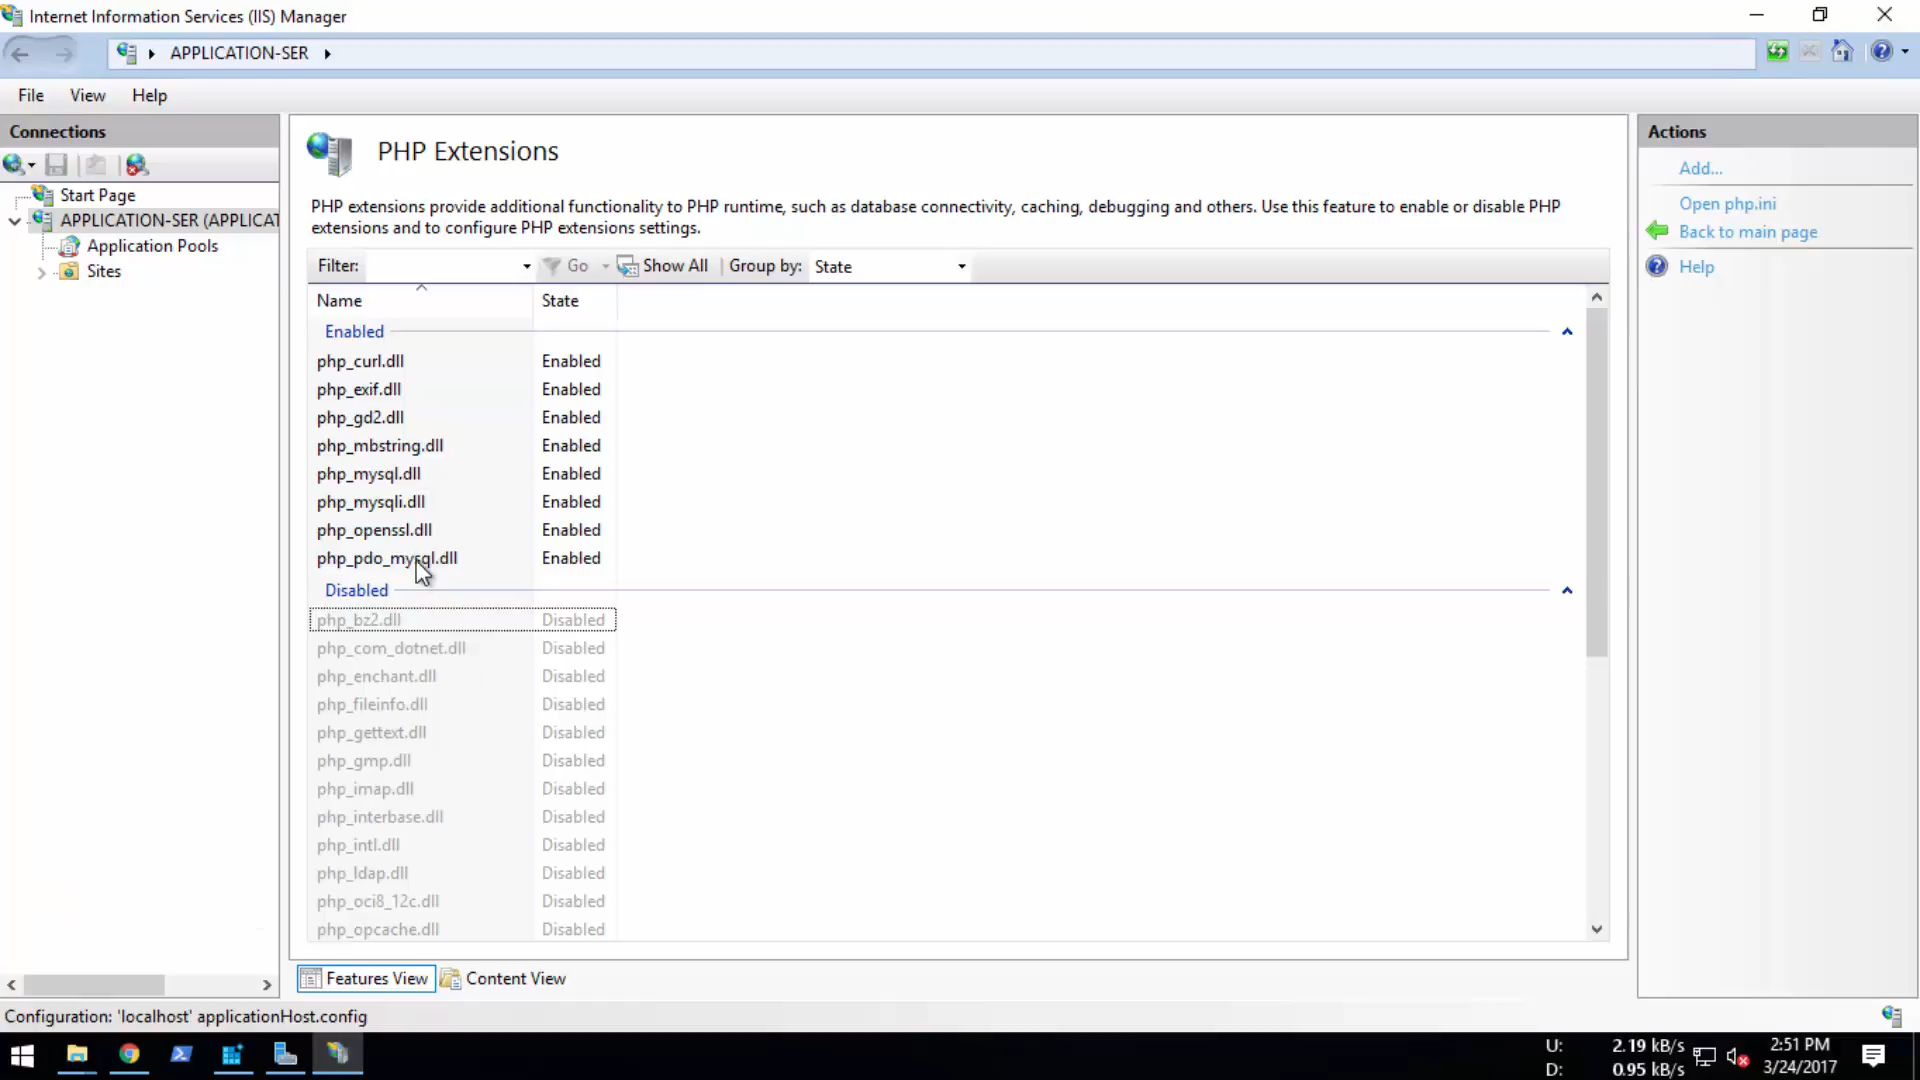 Internet Information Services (IIS) Manager
APPLICATION-SER
File View Help
Connections
Start Page
APPLICATION-SER (APPLICAT
Application Pools
Sites
PHP Extensions
PHP extensions provide additional functionality to PHP runtime, such as database connectivity, caching, debugging and others. Use this feature to enable or disable PHP
extensions and to configure PHP extensions settings.
Filter: Go Show All Group by: State
Name State
Enabled
php_curl.dll Enabled
php_exif.dll Enabled
php_gd2.dll Enabled
php_mbstring.dll Enabled
php_mysql.dll Enabled
php_mysqli.dll Enabled
php_openssl.dll Enabled
php_pdo_mysql.dll Enabled
Disabled
php_bz2.dll Disabled
php_com_dotnet.dll Disabled
php_enchant.dll Disabled
php_fileinfo.dll Disabled
php_gettext.dll Disabled
php_gmp.dll Disabled
php_imap.dll Disabled
php_interbase.dll Disabled
php_intl.dll Disabled
php_ldap.dll Disabled
php_oci8_12c.dll Disabled
php_opcache.dll Disabled
Features View Content View
Actions
Add...
Open php.ini
Back to main page
Help
Configuration: 'localhost' applicationHost.config
U: 2.19 kB/s
D: 0.95 kB/s
2:51 PM
3/24/2017